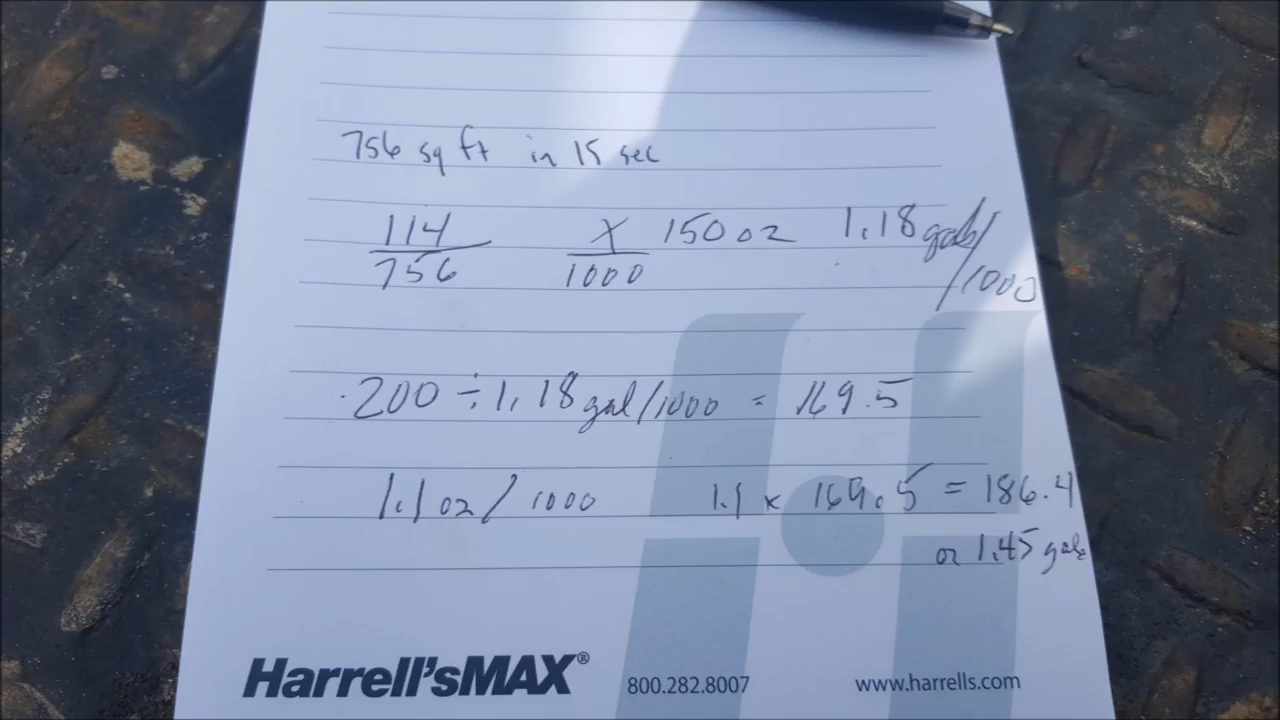 756 sq ft in 15 sec
114 X 150 oz 1.18 gals/
756 1000 /1000
200 ÷ 1.18 gal/1000 = 169.5
1.1 oz / 1000 1.1 x 169.5 = 186.4
or 1.45 gals
Harrell'sMAX® 800.282.8007 www.harrells.com